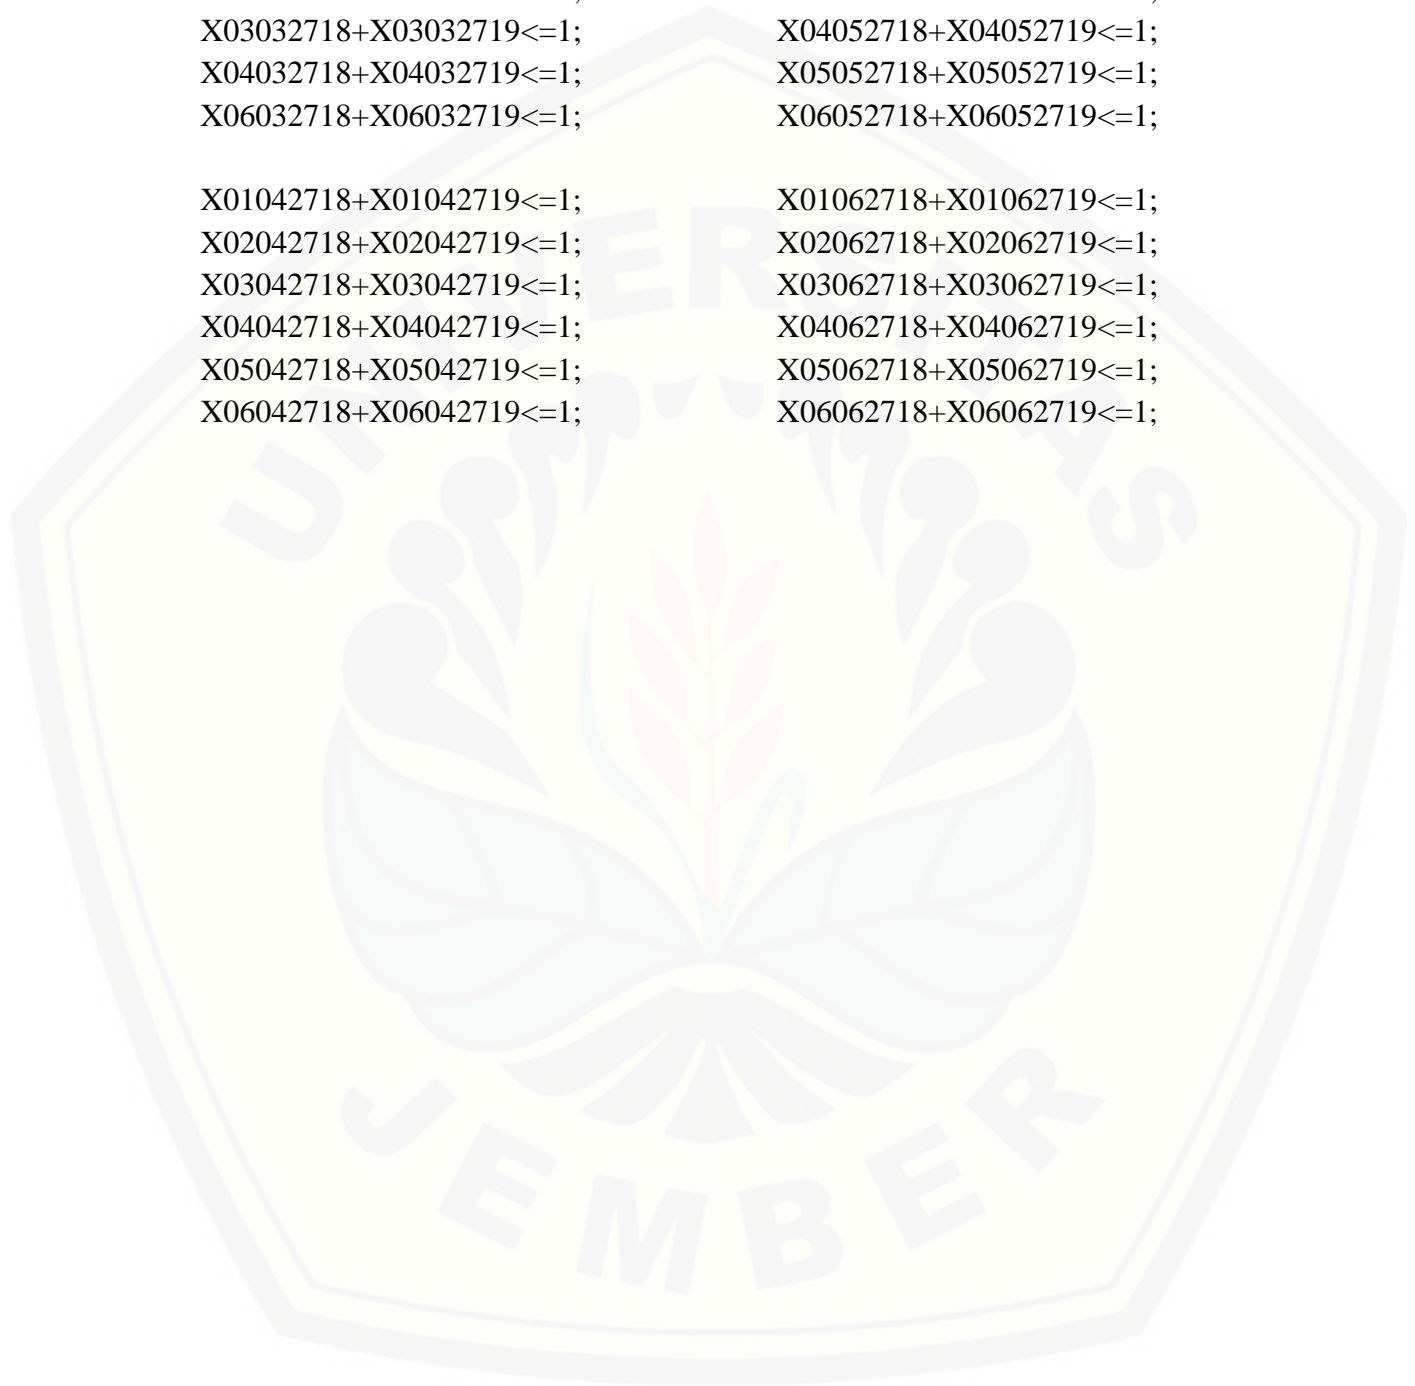 X03032718+X03032719<=1;
X04032718+X04032719<=1;
X06032718+X06032719<=1;
X01042718+X01042719<=1;
X02042718+X02042719<=1;
X03042718+X03042719<=1;
X04042718+X04042719<=1;
X05042718+X05042719<=1;
X06042718+X06042719<=1;
X04052718+X04052719<=1;
X05052718+X05052719<=1;
X06052718+X06052719<=1;
X01062718+X01062719<=1;
X02062718+X02062719<=1;
X03062718+X03062719<=1;
X04062718+X04062719<=1;
X05062718+X05062719<=1;
X06062718+X06062719<=1;
UNIVERSITAS
JEMBER